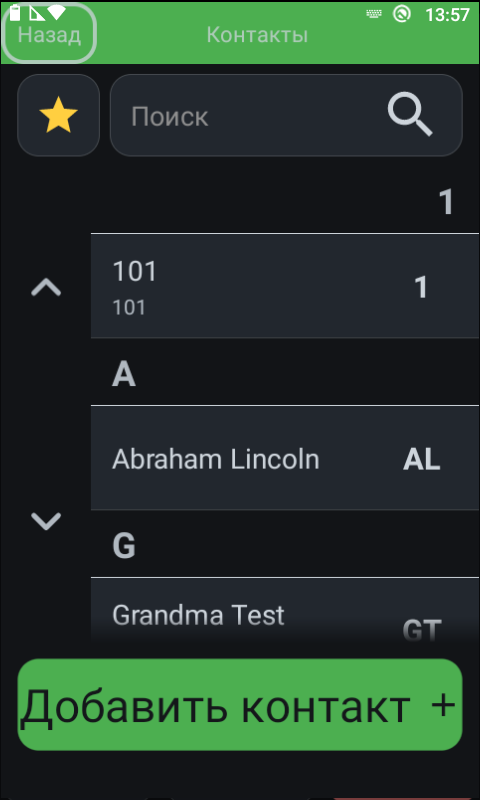 13:57
Назад
Контакты
Поиск
1
101
101
1
A
Abraham Lincoln
AL
G
Grandma Test
GT
Добавить контакт +